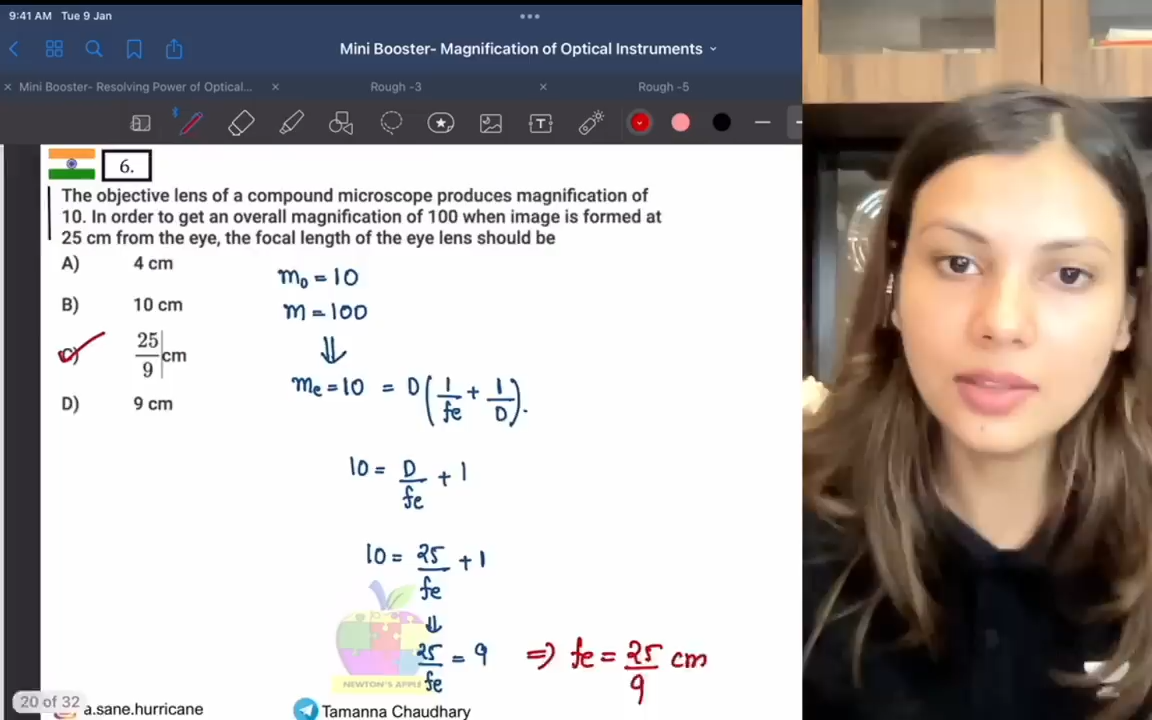 9:41 AM Tue 9 Jan
Mini Booster- Magnification of Optical Instruments
Mini Booster- Resolving Power of Optical...
Rough -3
Rough -5
6.
The objective lens of a compound microscope produces magnification of
10. In order to get an overall magnification of 100 when image is formed at
25 cm from the eye, the focal length of the eye lens should be
A) 4 cm
B) 10 cm
C) 25/9 cm
D) 9 cm
m₀ = 10
m = 100
⇓
me = 10 = D(1/fe + 1/D).
10 = D/fe + 1
10 = 25/fe + 1
⇓
25/fe = 9 ⇒ fe = 25/9 cm
NEWTON'S APPLE
20 of 32
a.sane.hurricane
Tamanna Chaudhary